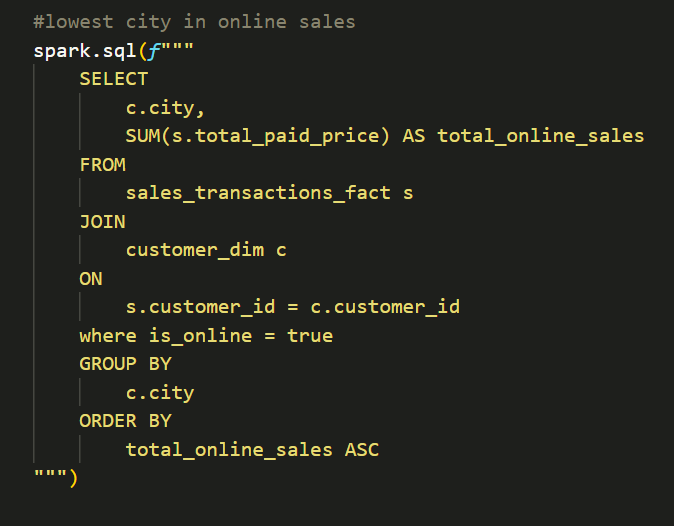 #lowest city in online sales
spark.sql(f"""
    SELECT
        c.city,
        SUM(s.total_paid_price) AS total_online_sales
    FROM
        sales_transactions_fact s
    JOIN
        customer_dim c
    ON
        s.customer_id = c.customer_id
    where is_online = true
    GROUP BY
        c.city
    ORDER BY
        total_online_sales ASC
""")